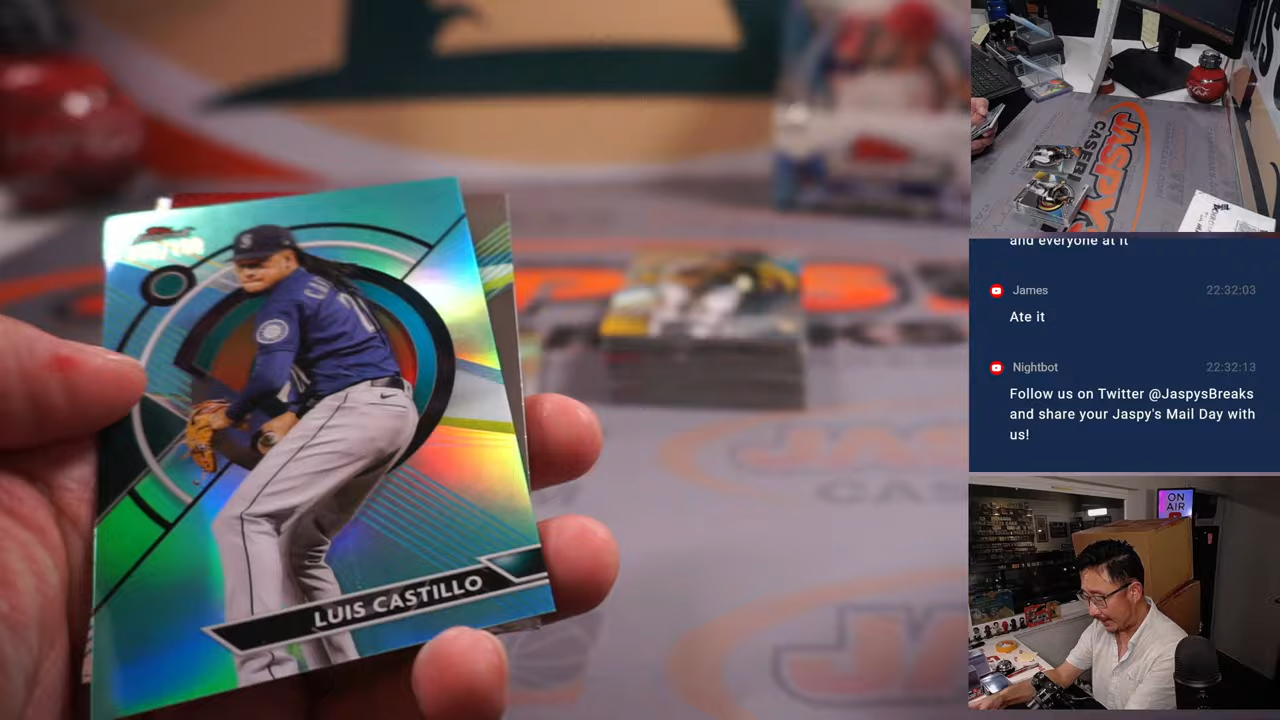 LUIS CASTILLO
JASPY'S
and everyone at it
James 22:32:03
Ate it
Nightbot 22:32:13
Follow us on Twitter @JaspysBreaks
and share your Jaspy's Mail Day with
us!
ON
AIR